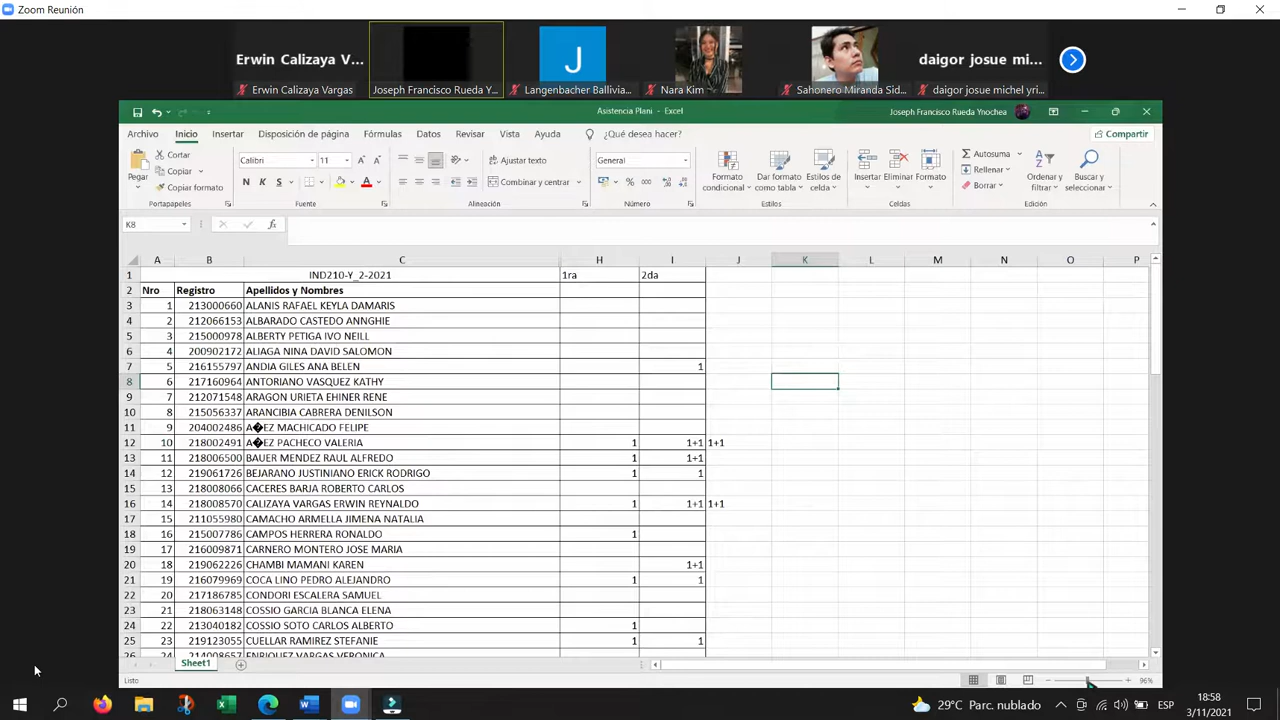 Zoom Reunión
Erwin Calizaya V...
J
daigor josue mi...
Erwin Calizaya Vargas
Joseph Francisco Rueda Y...
Langenbacher Ballivia...
Nara Kim
Sahonero Miranda Sid...
daigor josue michel yri...
Asistencia Plani - Excel
Joseph Francisco Rueda Ynochea
Archivo Inicio Insertar Disposición de página Fórmulas Datos Revisar Vista Ayuda ¿Qué desea hacer? Compartir
Pegar
Cortar
Copiar
Copiar formato
Calibri 11
N K S
Ajustar texto
Combinar y centrar
General
% 000
Formato condicional
Dar formato como tabla
Estilos de celda
Insertar Eliminar Formato
Autosuma
Rellenar
Borrar
Ordenar y filtrar
Buscar y seleccionar
Portapapeles Fuente Alineación Número Estilos Celdas Edición
K8 fx
A B C H I J K L M N O P
1 IND210-Y_2-2021 1ra 2da
2 Nro Registro Apellidos y Nombres
3 1 213000660 ALANIS RAFAEL KEYLA DAMARIS
4 2 212066153 ALBARADO CASTEDO ANNGHIE
5 3 215000978 ALBERTY PETIGA IVO NEILL
6 4 200902172 ALIAGA NINA DAVID SALOMON
7 5 216155797 ANDIA GILES ANA BELEN 1
8 6 217160964 ANTORIANO VASQUEZ KATHY
9 7 212071548 ARAGON URIETA EHINER RENE
10 8 215056337 ARANCIBIA CABRERA DENILSON
11 9 204002486 A�EZ MACHICADO FELIPE
12 10 218002491 A�EZ PACHECO VALERIA 1 1+1 1+1
13 11 218006500 BAUER MENDEZ RAUL ALFREDO 1 1+1
14 12 219061726 BEJARANO JUSTINIANO ERICK RODRIGO 1 1
15 13 218008066 CACERES BARJA ROBERTO CARLOS
16 14 218008570 CALIZAYA VARGAS ERWIN REYNALDO 1 1+1 1+1
17 15 211055980 CAMACHO ARMELLA JIMENA NATALIA
18 16 215007786 CAMPOS HERRERA RONALDO 1
19 17 216009871 CARNERO MONTERO JOSE MARIA
20 18 219062226 CHAMBI MAMANI KAREN 1+1
21 19 216079969 COCA LINO PEDRO ALEJANDRO 1 1
22 20 217186785 CONDORI ESCALERA SAMUEL
23 21 218063148 COSSIO GARCIA BLANCA ELENA
24 22 213040182 COSSIO SOTO CARLOS ALBERTO 1
25 23 219123055 CUELLAR RAMIREZ STEFANIE 1 1
26 24 214008657 ENRIQUEZ VARGAS VERONICA
Sheet1
Listo 96%
29°C Parc. nublado ESP 18:58
3/11/2021